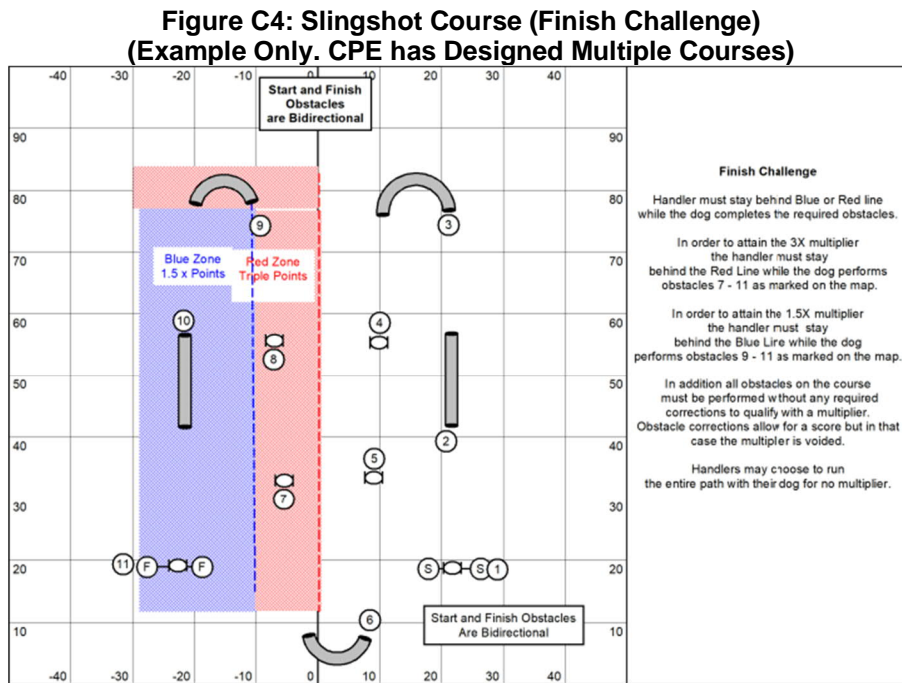 Figure C4: Slingshot Course (Finish Challenge)
(Example Only. CPE has Designed Multiple Courses)
-40 -30 -20 -10 0 10 20 30 40
Start and Finish
Obstacles
are Bidirectional
90 90
80 80
70 70
60 60
50 50
40 40
30 30
20 20
10 10
9
3
Blue Zone
1.5 x Points
Red Zone
Triple Points
10
4
8
2
5
7
11 F F
S S 1
6
Start and Finish Obstacles
Are Bidirectional
-40 -30 -20 -10 0 10 20 30 40
Finish Challenge
Handler must stay behind Blue or Red line
while the dog completes the required obstacles.
In order to attain the 3X multiplier
the handler must stay
behind the Red Line while the dog performs
obstacles 7 - 11 as marked on the map.
In order to attain the 1.5X multiplier
the handler must stay
behind the Blue Line while the dog
performs obstacles 9 - 11 as marked on the map.
In addition all obstacles on the course
must be performed without any required
corrections to qualify with a multiplier.
Obstacle corrections allow for a score but in that
case the multiplier is voided.
Handlers may choose to run
the entire path with their dog for no multiplier.